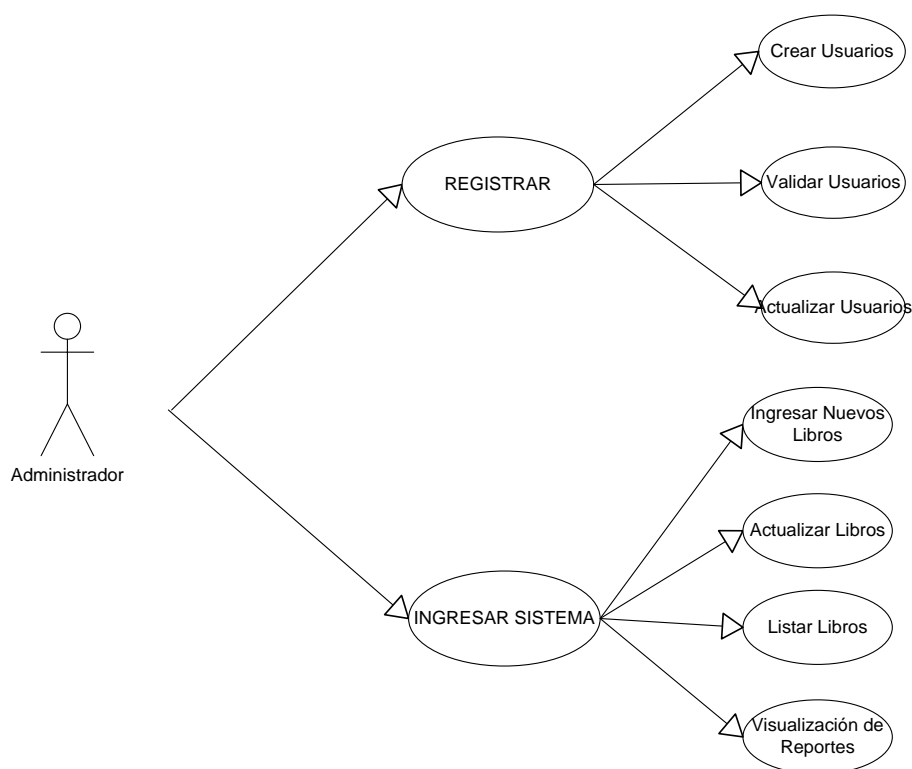 Crear Usuarios
REGISTRAR
Validar Usuarios
Actualizar Usuarios
Administrador
Ingresar Nuevos
Libros
Actualizar Libros
INGRESAR SISTEMA
Listar Libros
Visualización de
Reportes